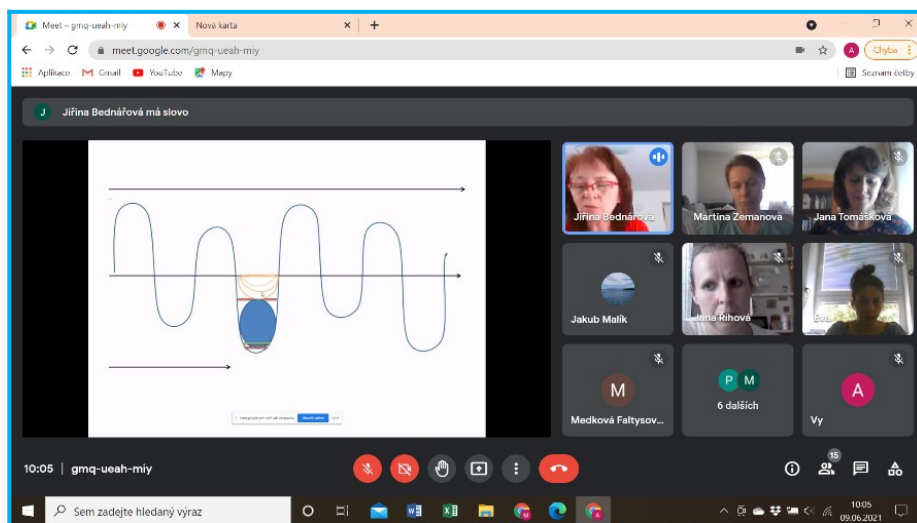 Meet – gmq-ueah-miy
Nová karta
meet.google.com/gmq-ueah-miy
Chyba
Aplikace
Gmail
YouTube
Mapy
Seznam četby
J
Jiřina Bednářová má slovo
Jiřina Bednářová
Martina Zemanova
Jana Tomášková
Jakub Malík
Jana Říhová
Eva
M
Medková Faltysov...
P M
6 dalších
A
Vy
10:05 | gmq-ueah-miy
15
Sem zadejte hledaný výraz
10:05
09.06.2021